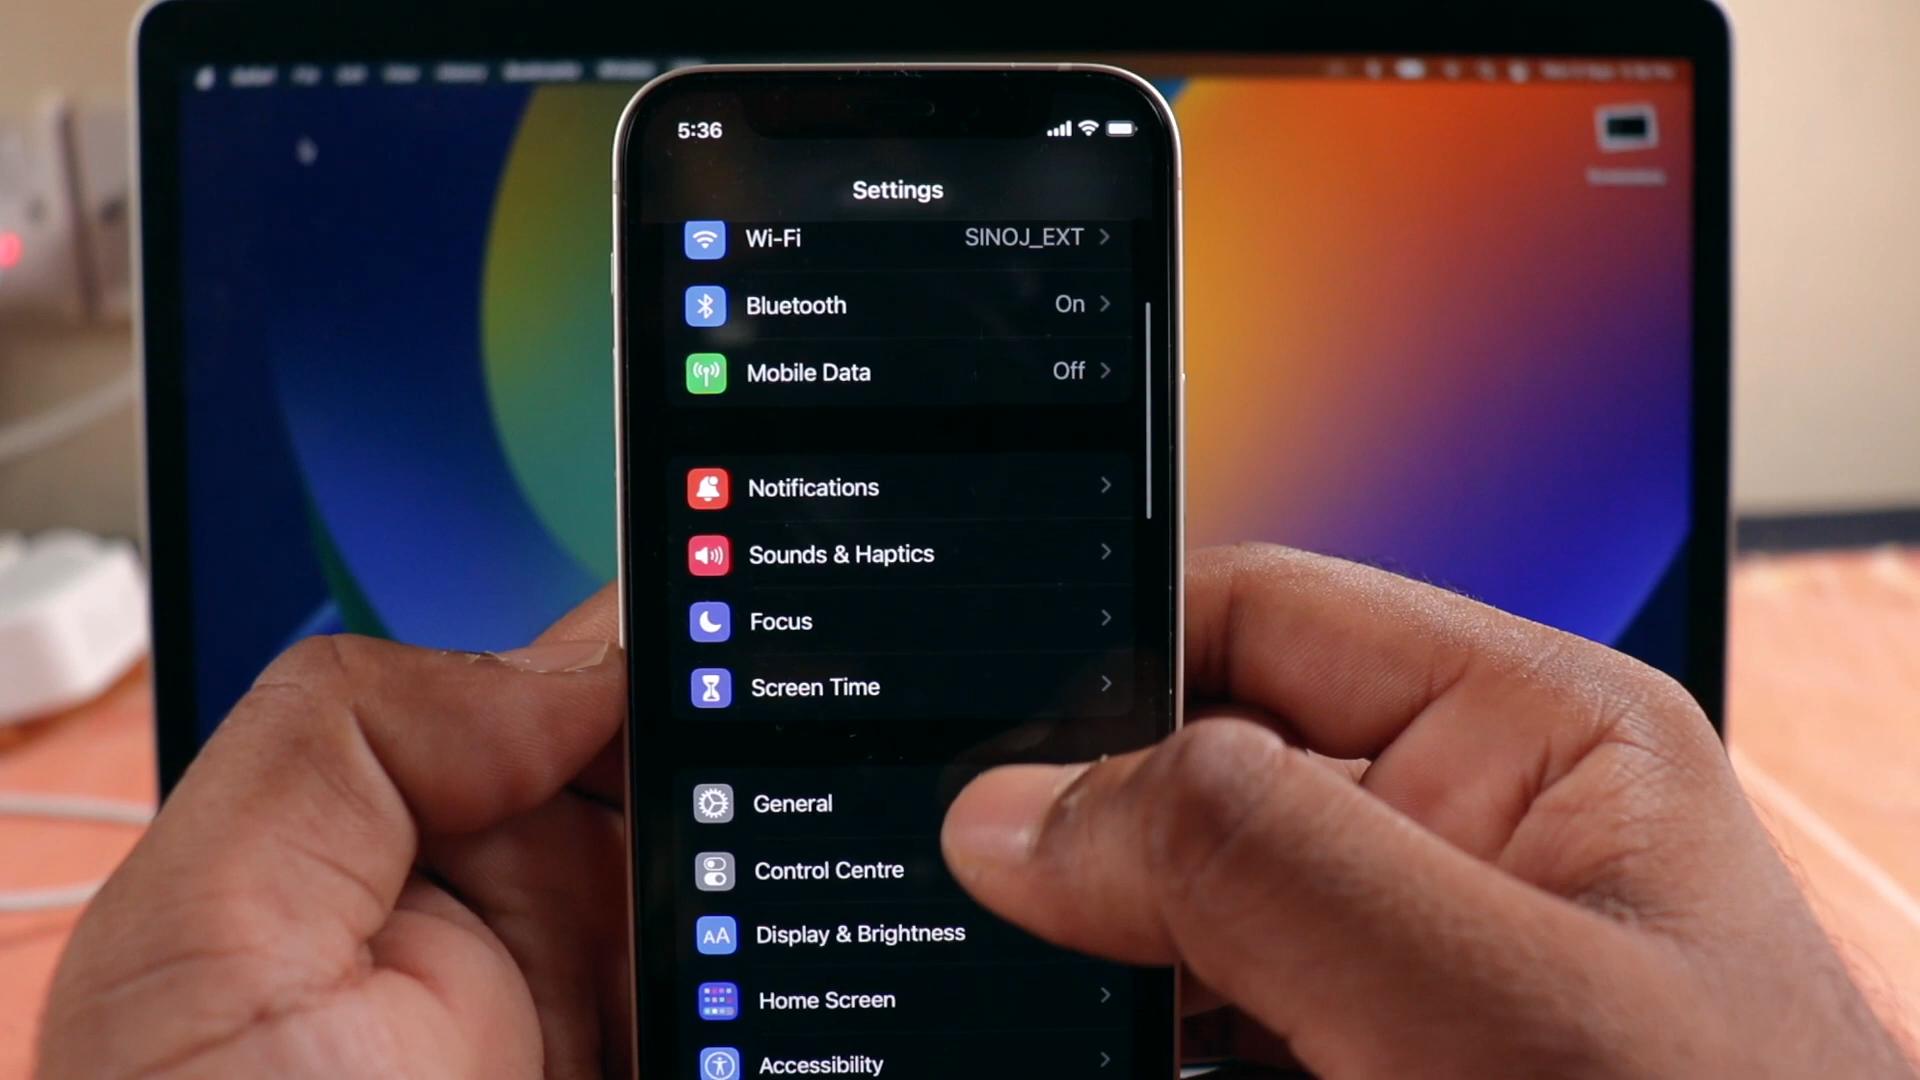 5:36
Settings
Wi-Fi SINOJ_EXT
Bluetooth On
Mobile Data Off
Notifications
Sounds & Haptics
Focus
Screen Time
General
Control Centre
AA Display & Brightness
Home Screen
Accessibility